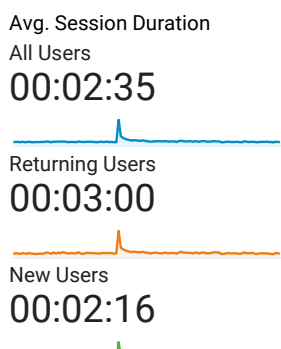 Avg. Session Duration
All Users
00:02:35
Returning Users
00:03:00
New Users
00:02:16